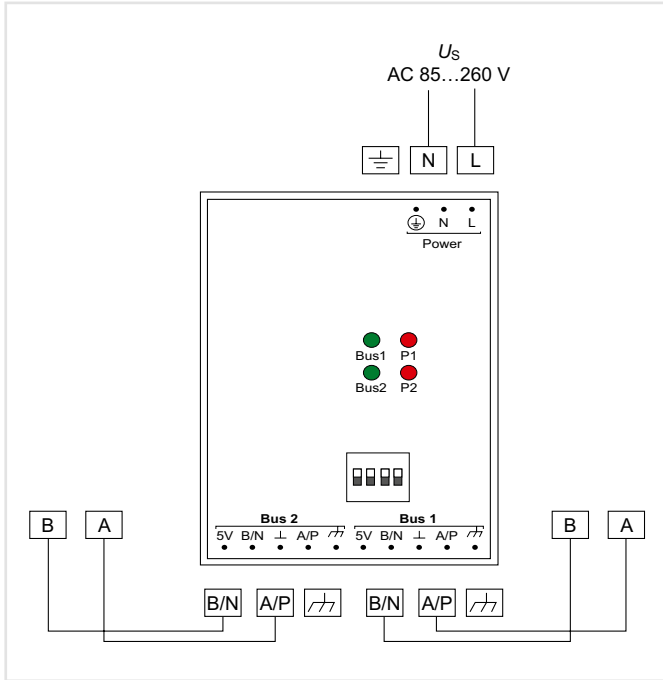 US
AC 85…260 V
N L
N L
Power
Bus1 P1
Bus2 P2
B A
Bus 2 Bus 1
B A
5V B/N A/P 5V B/N A/P
B/N A/P B/N A/P